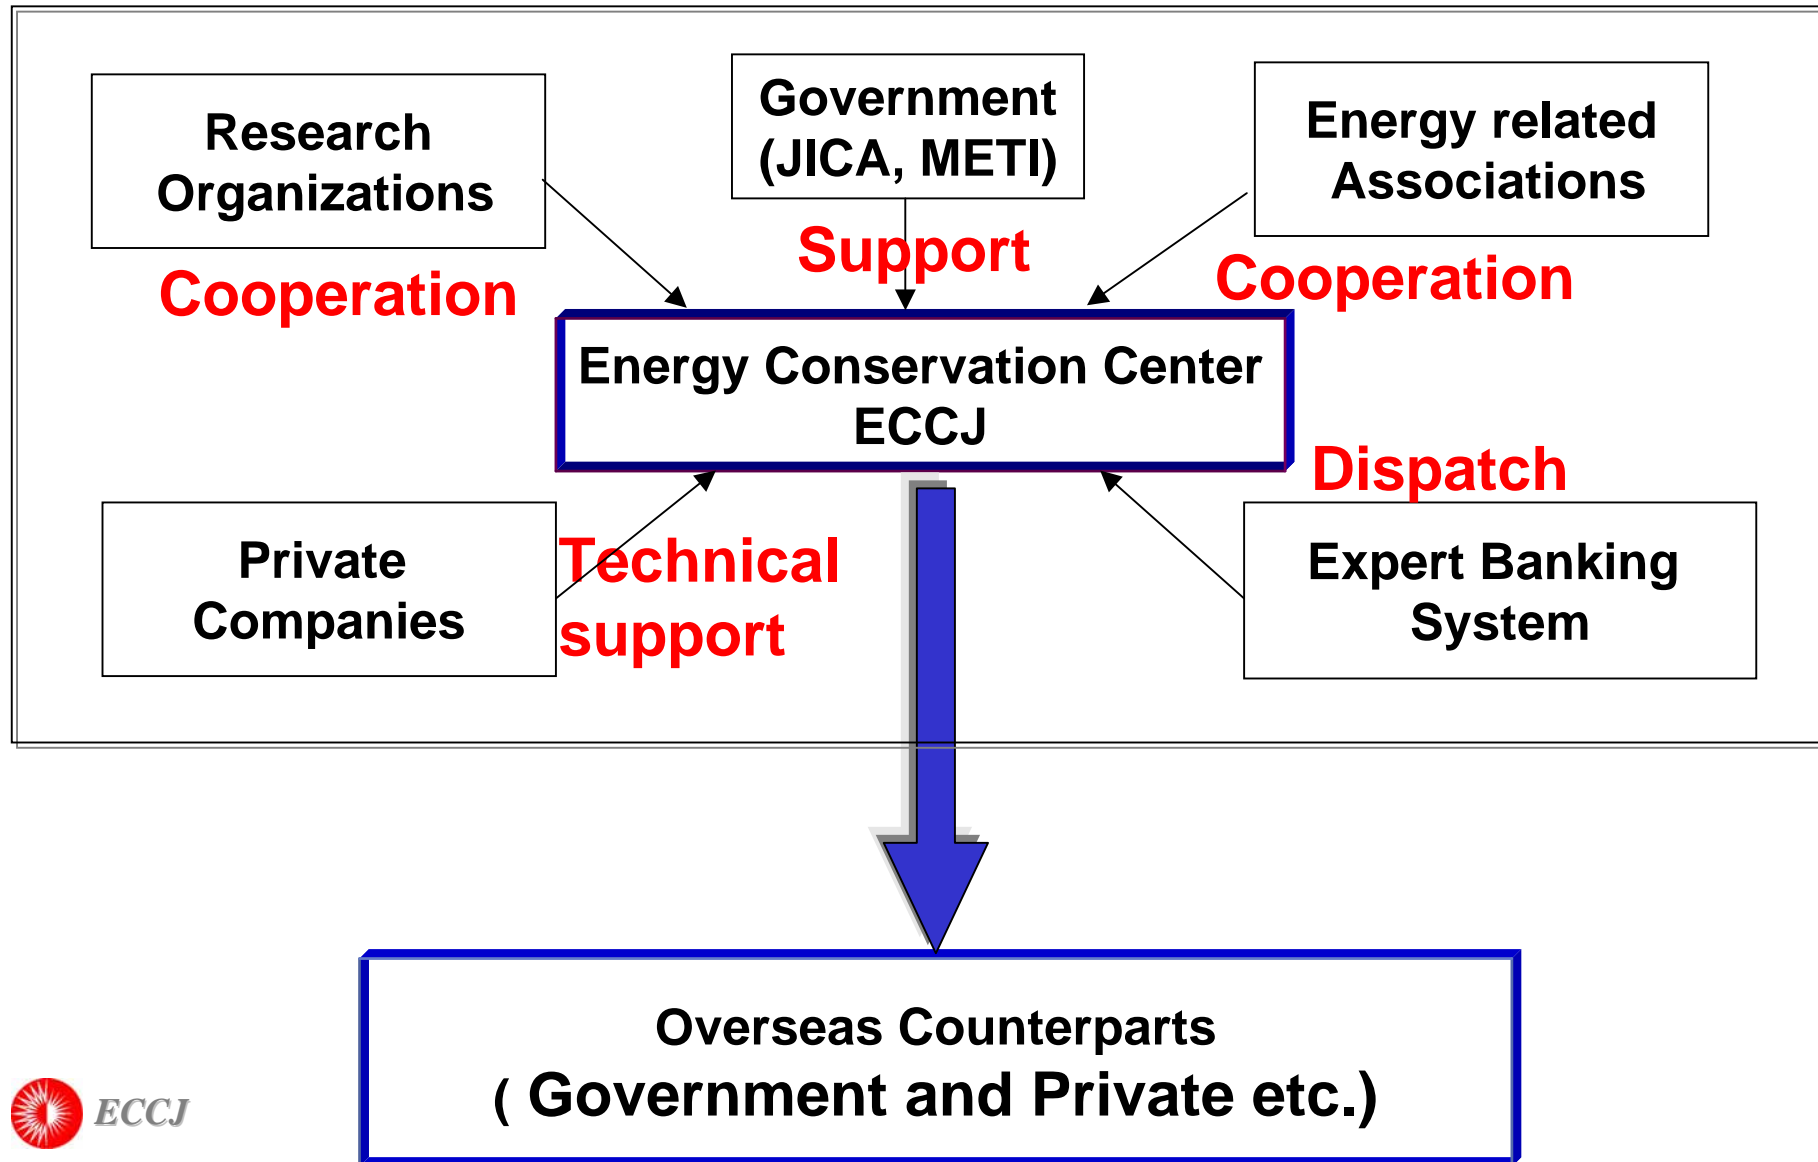 Research
Organizations
Government
(JICA, METI)
Energy related
Associations
Cooperation
Support
Cooperation
Energy Conservation Center
ECCJ
Private
Companies
Technical
support
Dispatch
Expert Banking
System
Overseas Counterparts
( Government and Private etc.)
ECCJ